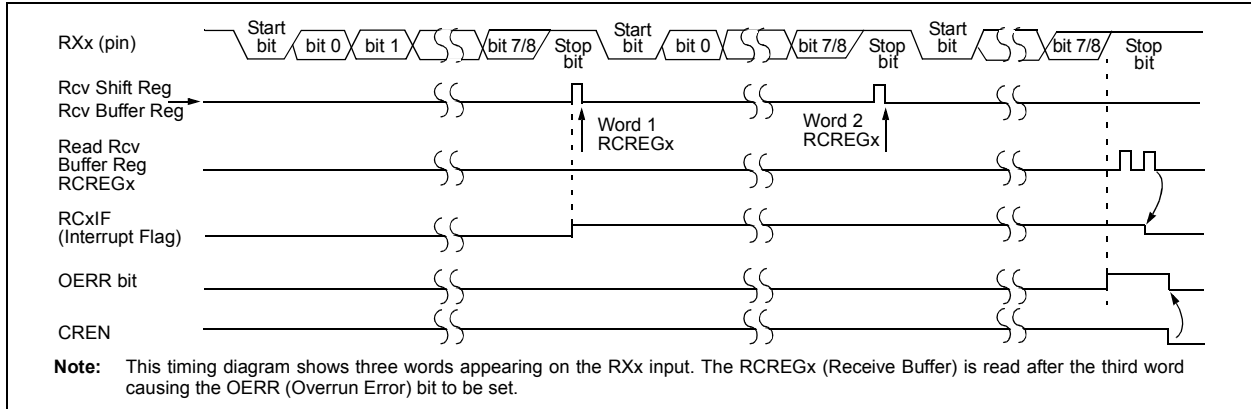 RXx (pin)
Start bit
bit 0
bit 1
bit 7/8
Stop bit
Start bit
bit 0
bit 7/8
Stop bit
Start bit
bit 7/8
Stop bit
Rcv Shift Reg
Rcv Buffer Reg
Word 1
RCREGx
Word 2
RCREGx
Read Rcv
Buffer Reg
RCREGx
RCxIF
(Interrupt Flag)
OERR bit
CREN
Note: This timing diagram shows three words appearing on the RXx input. The RCREGx (Receive Buffer) is read after the third word
causing the OERR (Overrun Error) bit to be set.